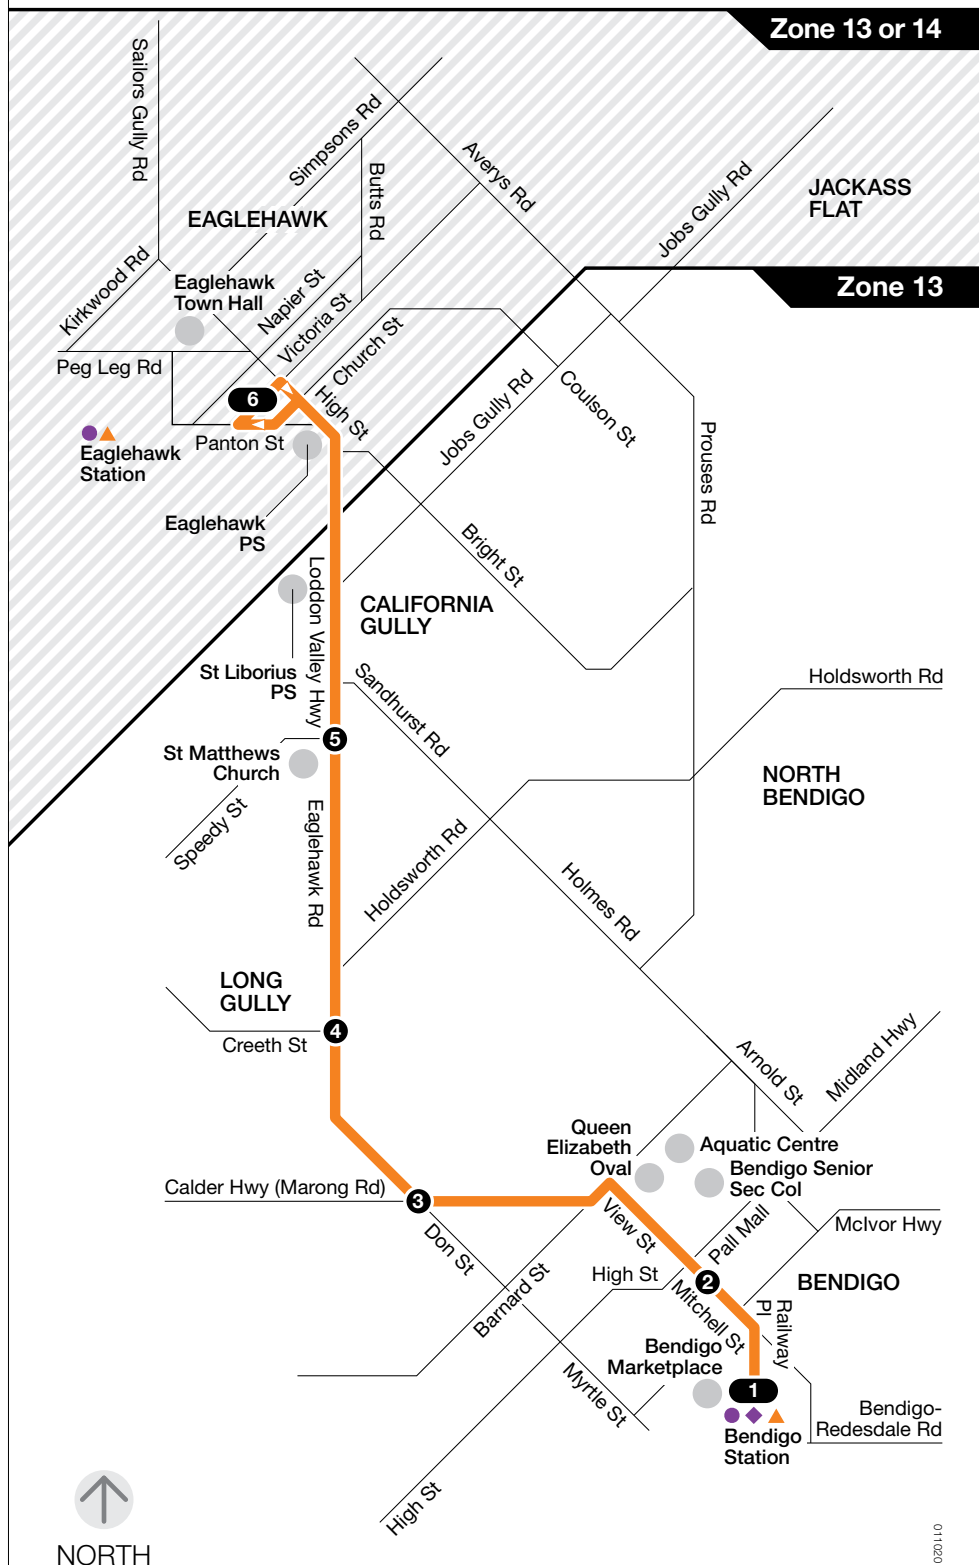 Zone 13 or 14
Sailors Gully Rd
Simpsons Rd
Averys Rd
Butts Rd
Jobs Gully Rd
JACKASS
FLAT
EAGLEHAWK
Kirkwood Rd
Eaglehawk
Town Hall
Napier St
Victoria St
Zone 13
Church St
Peg Leg Rd
6
High St
Coulson St
Jobs Gully Rd
Prouses Rd
Panton St
Eaglehawk
Station
Eaglehawk
PS
Bright St
Loddon Valley Hwy
CALIFORNIA
GULLY
St Liborius
PS
Sandhurst Rd
Holdsworth Rd
5
St Matthews
Church
NORTH
BENDIGO
Speedy St
Eaglehawk Rd
Holdsworth Rd
Holmes Rd
LONG
GULLY
4
Creeth St
Arnold St
Midland Hwy
Queen
Elizabeth
Oval
Aquatic Centre
Bendigo Senior
Sec Col
Calder Hwy (Marong Rd)
3
Don St
View St
Pall Mall
McIvor Hwy
Barnard St
High St
2
BENDIGO
Mitchell St
Railway
Pl
Bendigo
Marketplace
1
Myrtle St
Bendigo
Station
Bendigo-
Redesdale Rd
High St
NORTH
011020